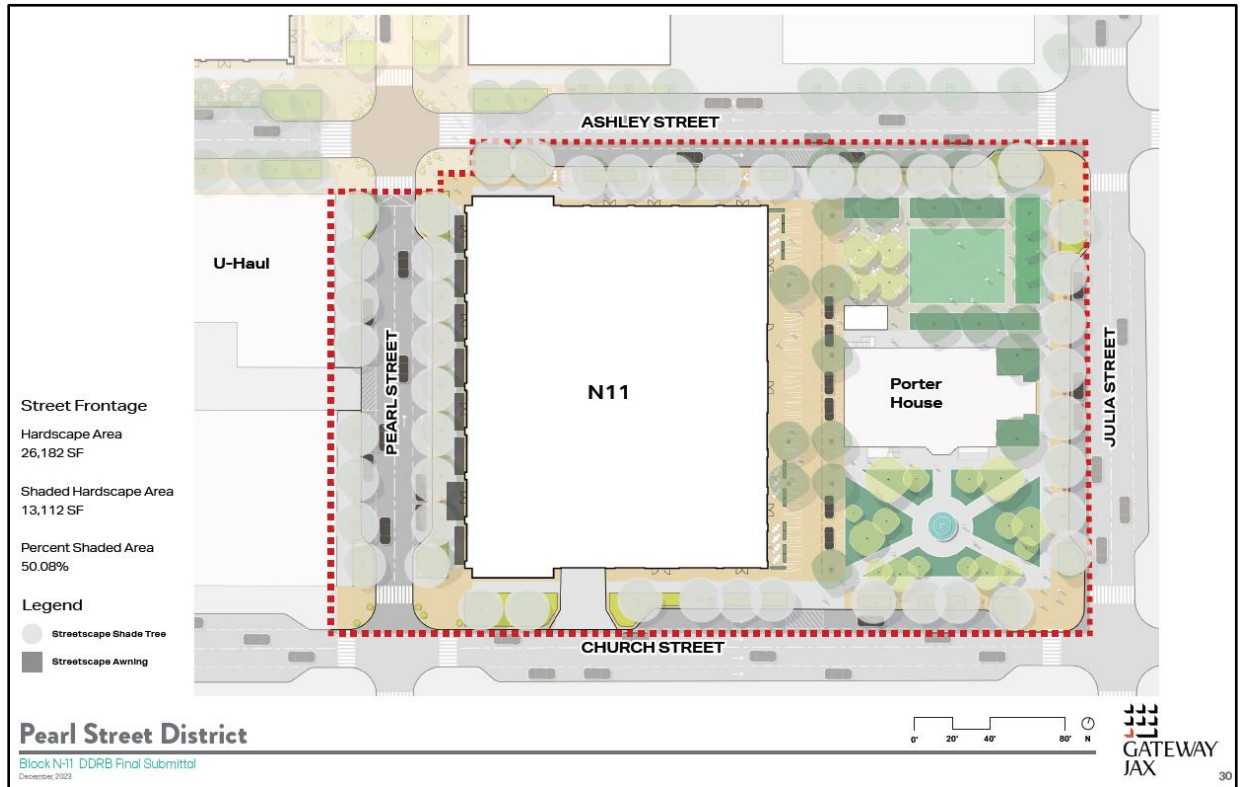 ASHLEY STREET
U-Haul
PEARL STREET
N11
Porter
House
JULIA STREET
CHURCH STREET
Street Frontage
Hardscape Area
26,182 SF
Shaded Hardscape Area
13,112 SF
Percent Shaded Area
50.08%
Legend
Streetscape Shade Tree
Streetscape Awning
Pearl Street District
Block N-11 DDRB Final Submittal
December, 2023
0' 20' 40' 80' N
GATEWAY
JAX
30